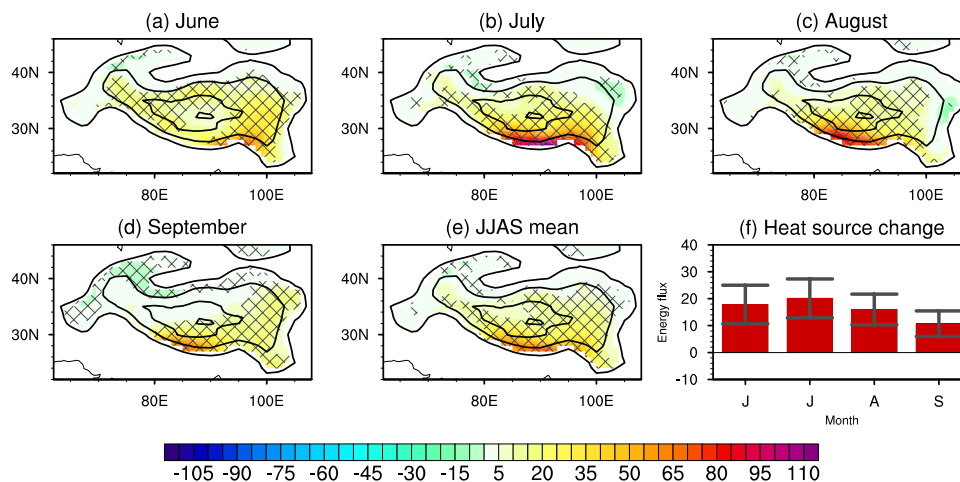 (a) June
(b) July
(c) August
40N
30N
80E
100E
40N
30N
80E
100E
40N
30N
80E
100E
(d) September
(e) JJAS mean
(f) Heat source change
40N
30N
80E
100E
40N
30N
80E
100E
Energy flux
40
30
20
10
0
-10
J
J
A
S
Month
-105 -90 -75 -60 -45 -30 -15 5 20 35 50 65 80 95 110